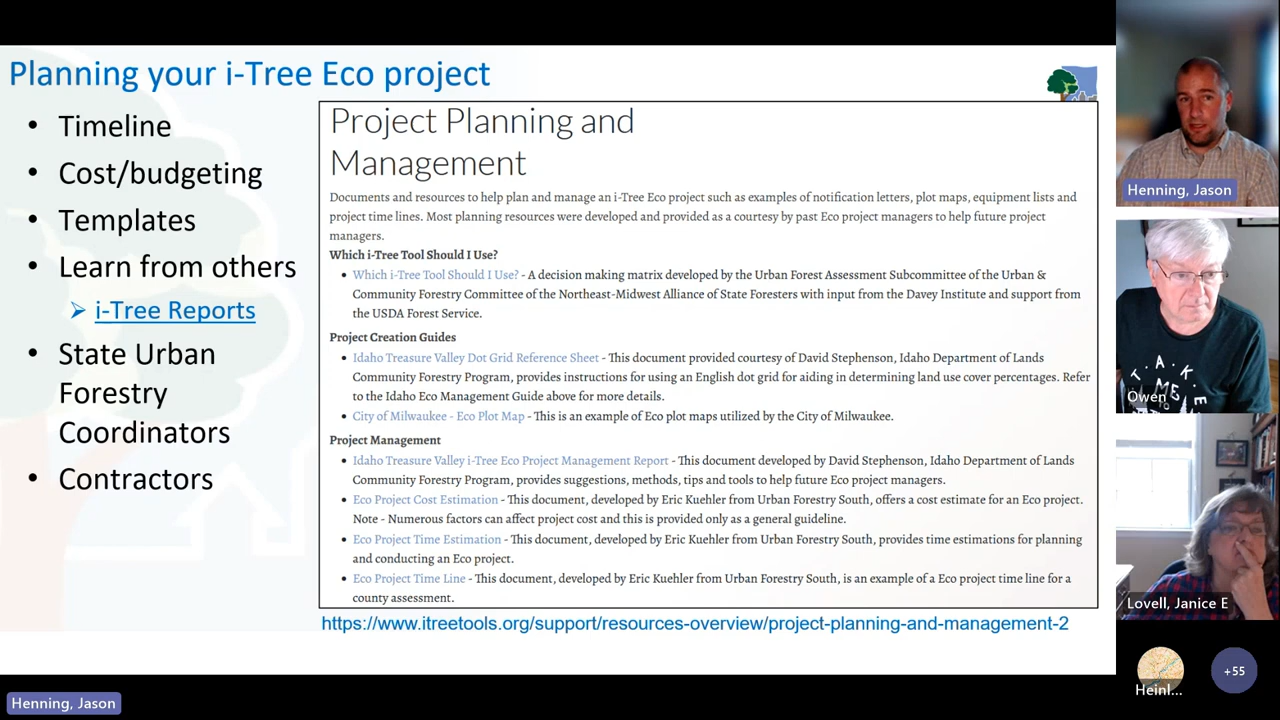 Planning your i-Tree Eco project
• Timeline
• Cost/budgeting
• Templates
• Learn from others
➢ i-Tree Reports
• State Urban
Forestry
Coordinators
• Contractors
Project Planning and
Management
Documents and resources to help plan and manage an i-Tree Eco project such as examples of notification letters, plot maps, equipment lists and
project time lines. Most planning resources were developed and provided as a courtesy by past Eco project managers to help future project
managers.
Which i-Tree Tool Should I Use?
• Which i-Tree Tool Should I Use? - A decision making matrix developed by the Urban Forest Assessment Subcommittee of the Urban &
Community Forestry Committee of the Northeast-Midwest Alliance of State Foresters with input from the Davey Institute and support from
the USDA Forest Service.
Project Creation Guides
• Idaho Treasure Valley Dot Grid Reference Sheet - This document provided courtesy of David Stephenson, Idaho Department of Lands
Community Forestry Program, provides instructions for using an English dot grid for aiding in determining land use cover percentages. Refer
to the Idaho Eco Management Guide above for more details.
• City of Milwaukee - Eco Plot Map - This is an example of Eco plot maps utilized by the City of Milwaukee.
Project Management
• Idaho Treasure Valley i-Tree Eco Project Management Report - This document developed by David Stephenson, Idaho Department of Lands
Community Forestry Program, provides suggestions, methods, tips and tools to help future Eco project managers.
• Eco Project Cost Estimation - This document, developed by Eric Kuehler from Urban Forestry South, offers a cost estimate for an Eco project.
Note - Numerous factors can affect project cost and this is provided only as a general guideline.
• Eco Project Time Estimation - This document, developed by Eric Kuehler from Urban Forestry South, provides time estimations for planning
and conducting an Eco project.
• Eco Project Time Line - This document, developed by Eric Kuehler from Urban Forestry South, is an example of a Eco project time line for a
county assessment.
https://www.itreetools.org/support/resources-overview/project-planning-and-management-2
Henning, Jason
Henning, Jason
T.A.K.E
ME
TO
Owen
Lovell, Janice E
Heinl...
+55